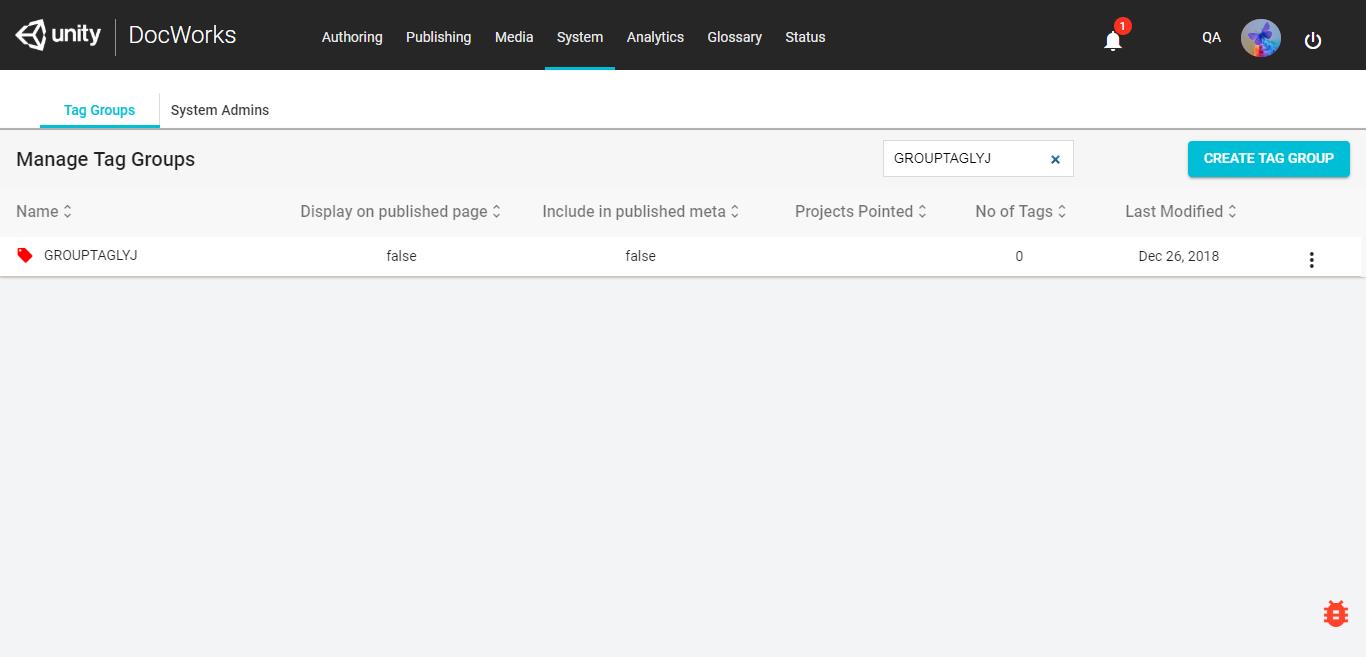 unity DocWorks Authoring Publishing Media System Analytics Glossary Status 1 QA
Tag Groups System Admins
Manage Tag Groups GROUPTAGLYJ × CREATE TAG GROUP
Name Display on published page Include in published meta Projects Pointed No of Tags Last Modified
GROUPTAGLYJ false false 0 Dec 26, 2018